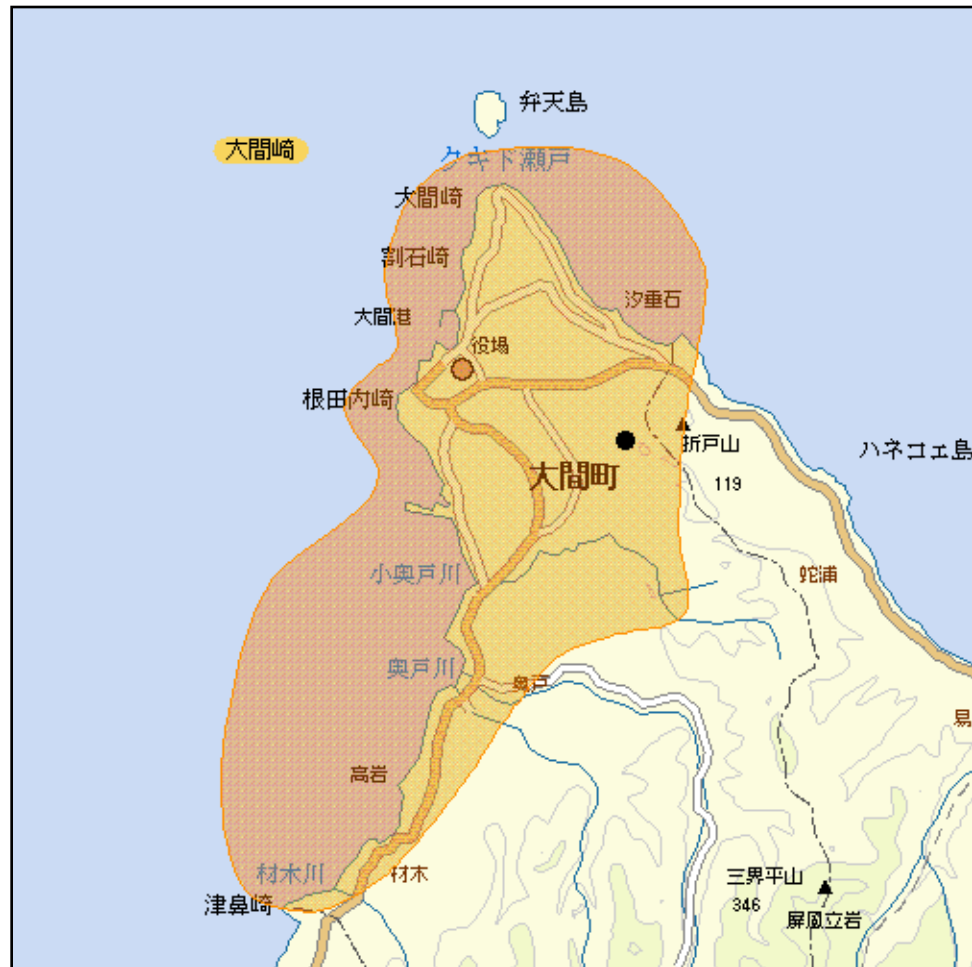 弁天島
大間崎
クキド瀬戸
大間崎
割石崎
汐垂石
大間港
役場
根田内崎
折戸山
ハネコエ島
大間町
119
小奥戸川
蛇浦
奥戸川
奥戸
易
高岩
材木川
材木
三界平山
津鼻崎
346
屏風立岩